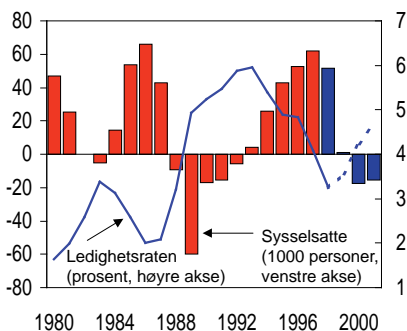 80
60
40
20
0
-20
-40
-60
-80
7
6
5
4
3
2
1
Ledighetsraten
(prosent, høyre akse)
Sysselsatte
(1000 personer,
venstre akse)
1980 1984 1988 1992 1996 2000